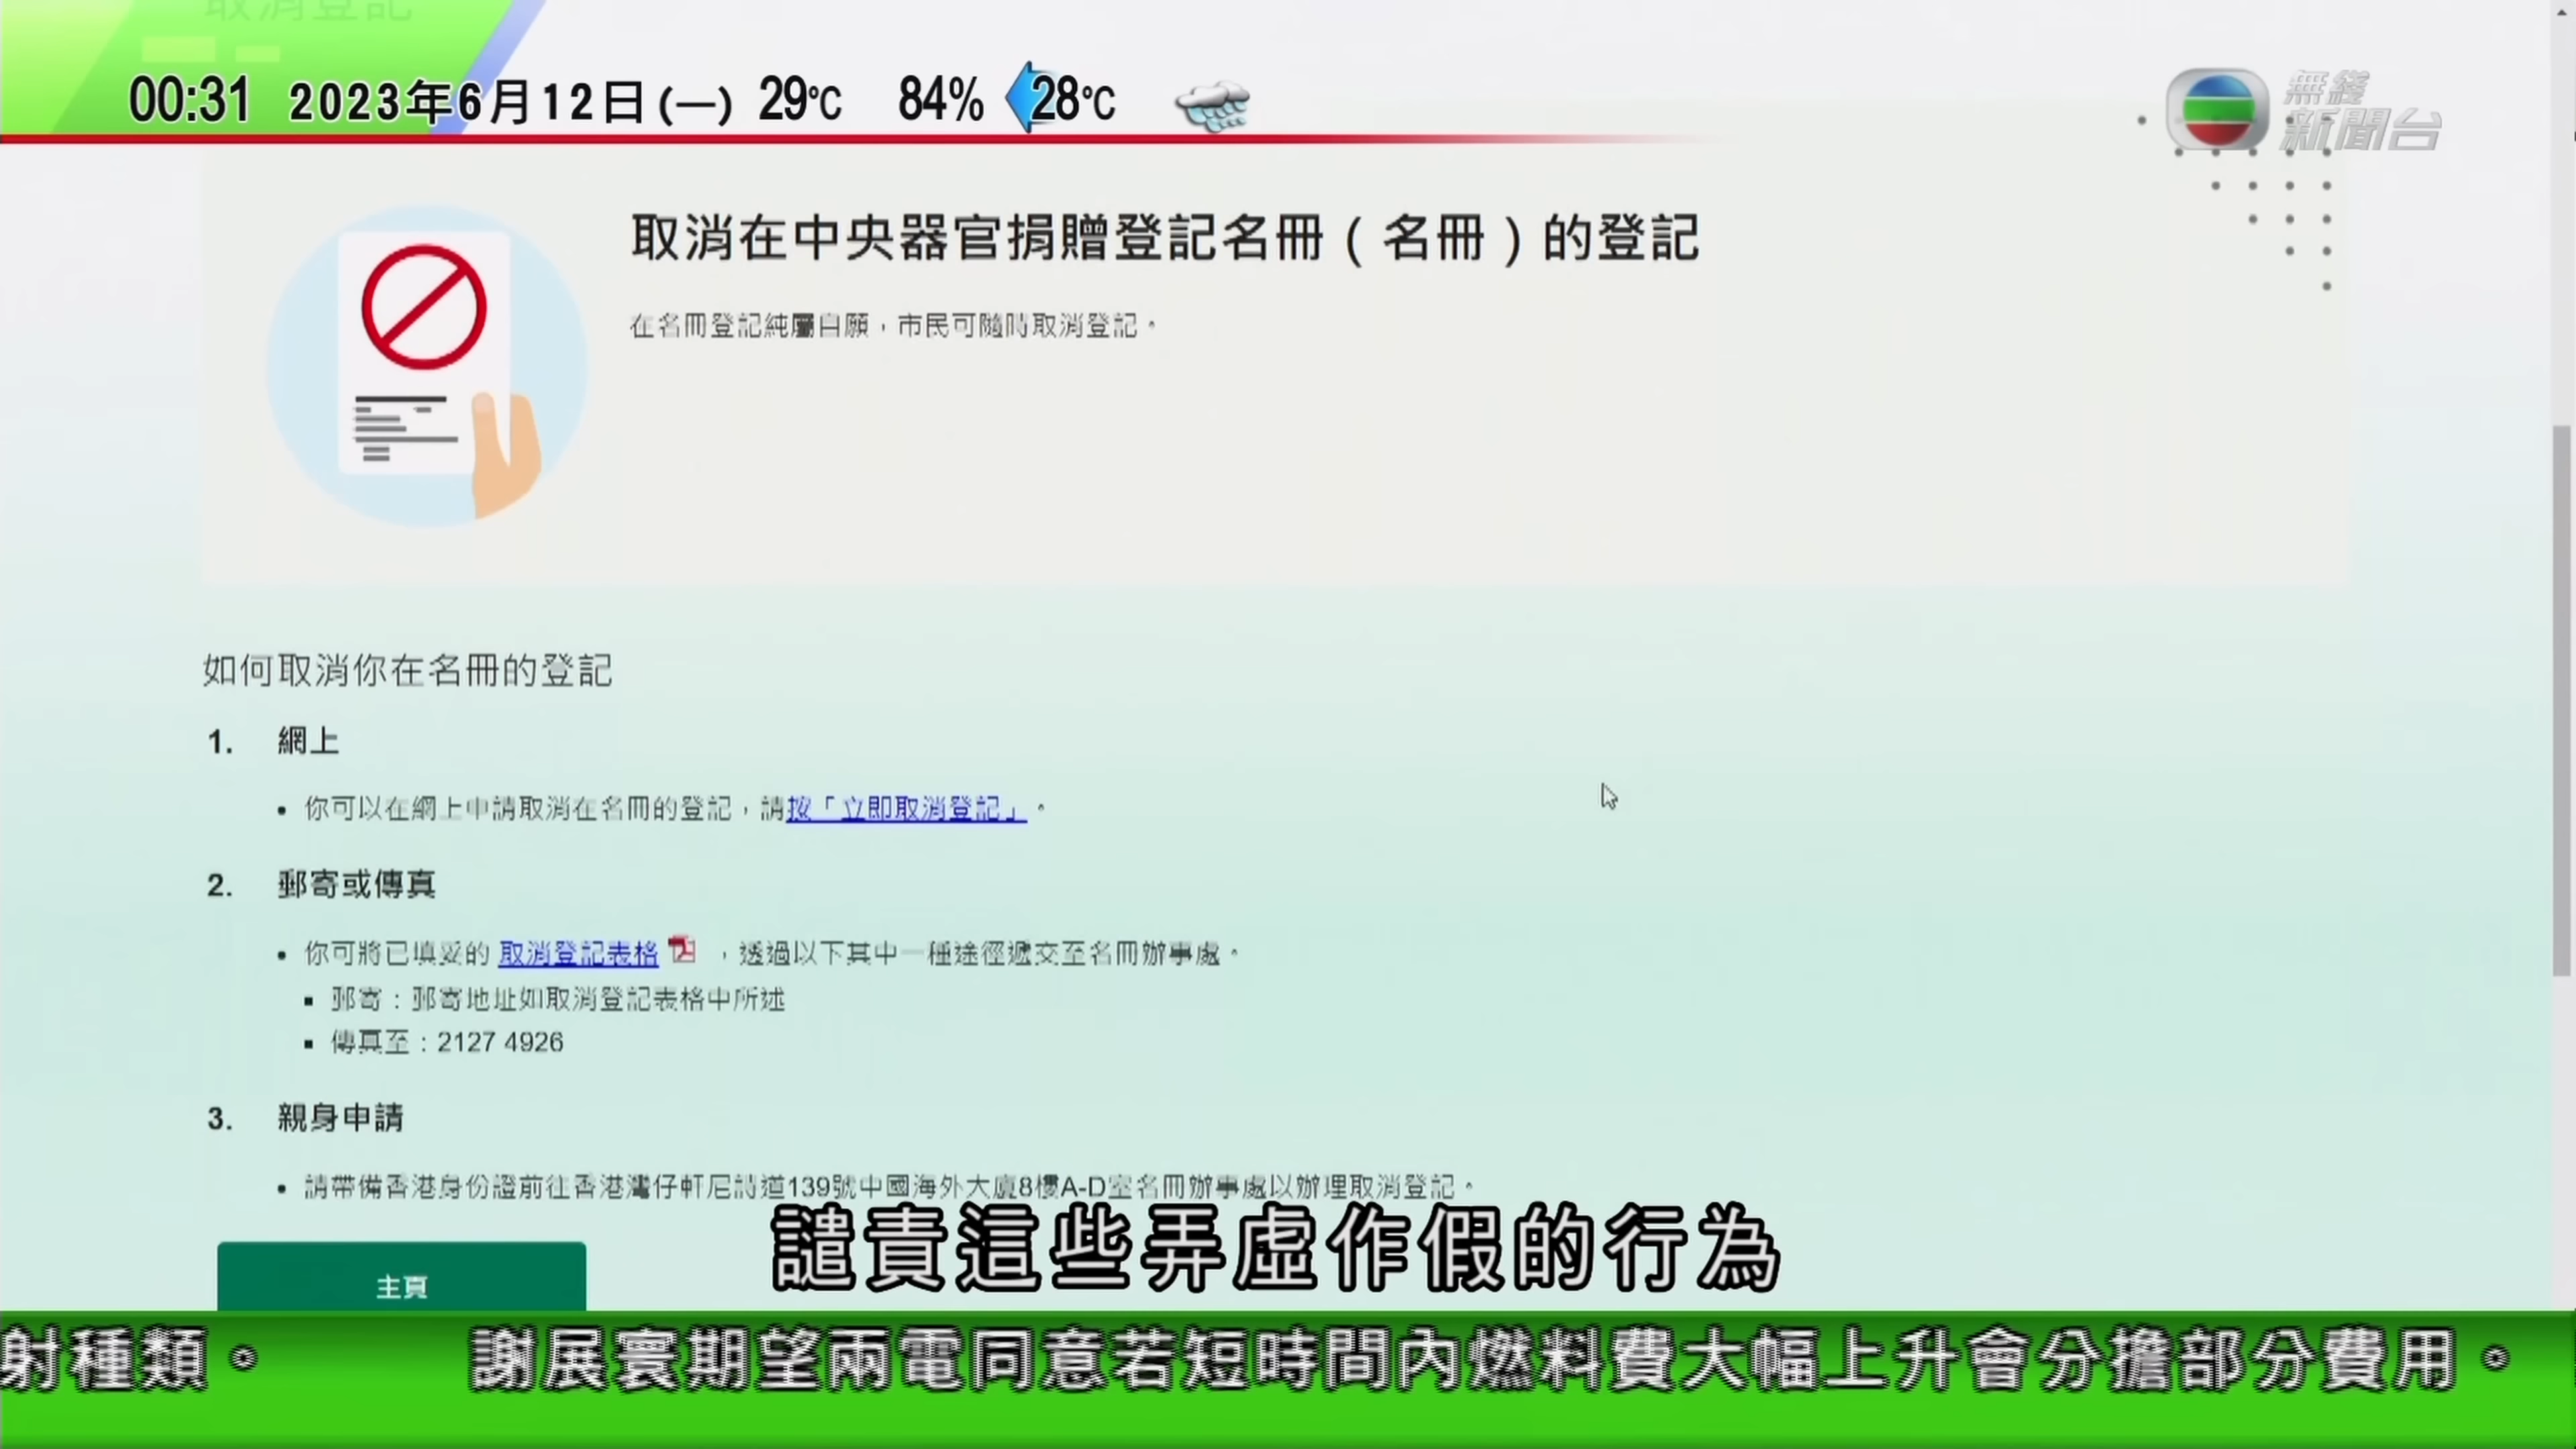 取消登記
00:31 2023年6月12日(一) 29℃ 84% 28℃
無綫
新聞台
取消在中央器官捐贈登記名冊（名冊）的登記
在名冊登記純屬自願，市民可隨時取消登記。
如何取消你在名冊的登記
1. 網上
• 你可以在網上申請取消在名冊的登記，請按「立即取消登記」。
2. 郵寄或傳真
• 你可將已填妥的 取消登記表格 ，透過以下其中一種途徑遞交至名冊辦事處。
▪ 郵寄：郵寄地址如取消登記表格中所述
▪ 傳真至：2127 4926
3. 親身申請
• 請帶備香港身份證前往香港灣仔軒尼詩道139號中國海外大廈8樓A-D室名冊辦事處以辦理取消登記。
譴責這些弄虛作假的行為
主頁
射種類。 謝展寰期望兩電同意若短時間內燃料費大幅上升會分擔部分費用。